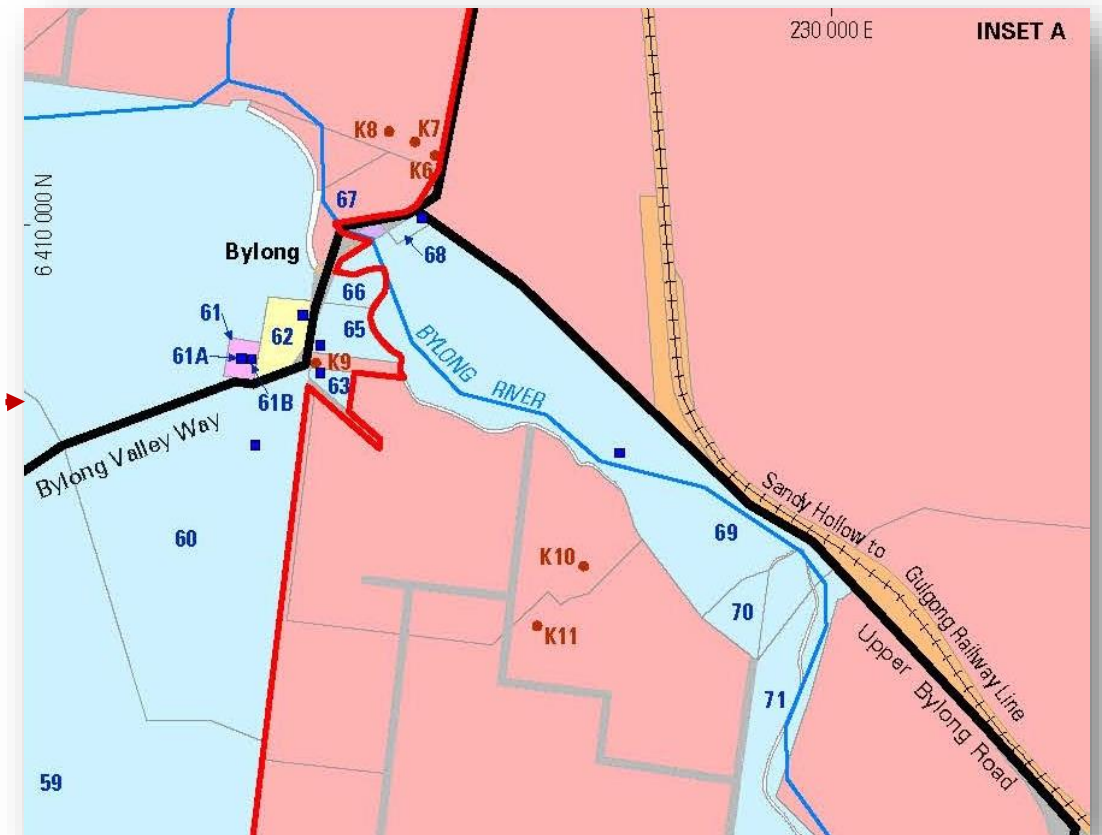 230 000 E
INSET A
K8
K7
K6
6 410 000 N
67
Bylong
68
66
61
62
65
61A
K9
61B
63
BYLONG RIVER
Bylong Valley Way
Sandy Hollow to Gulgong Railway Line
69
60
K10
70
K11
Upper Bylong Road
71
59